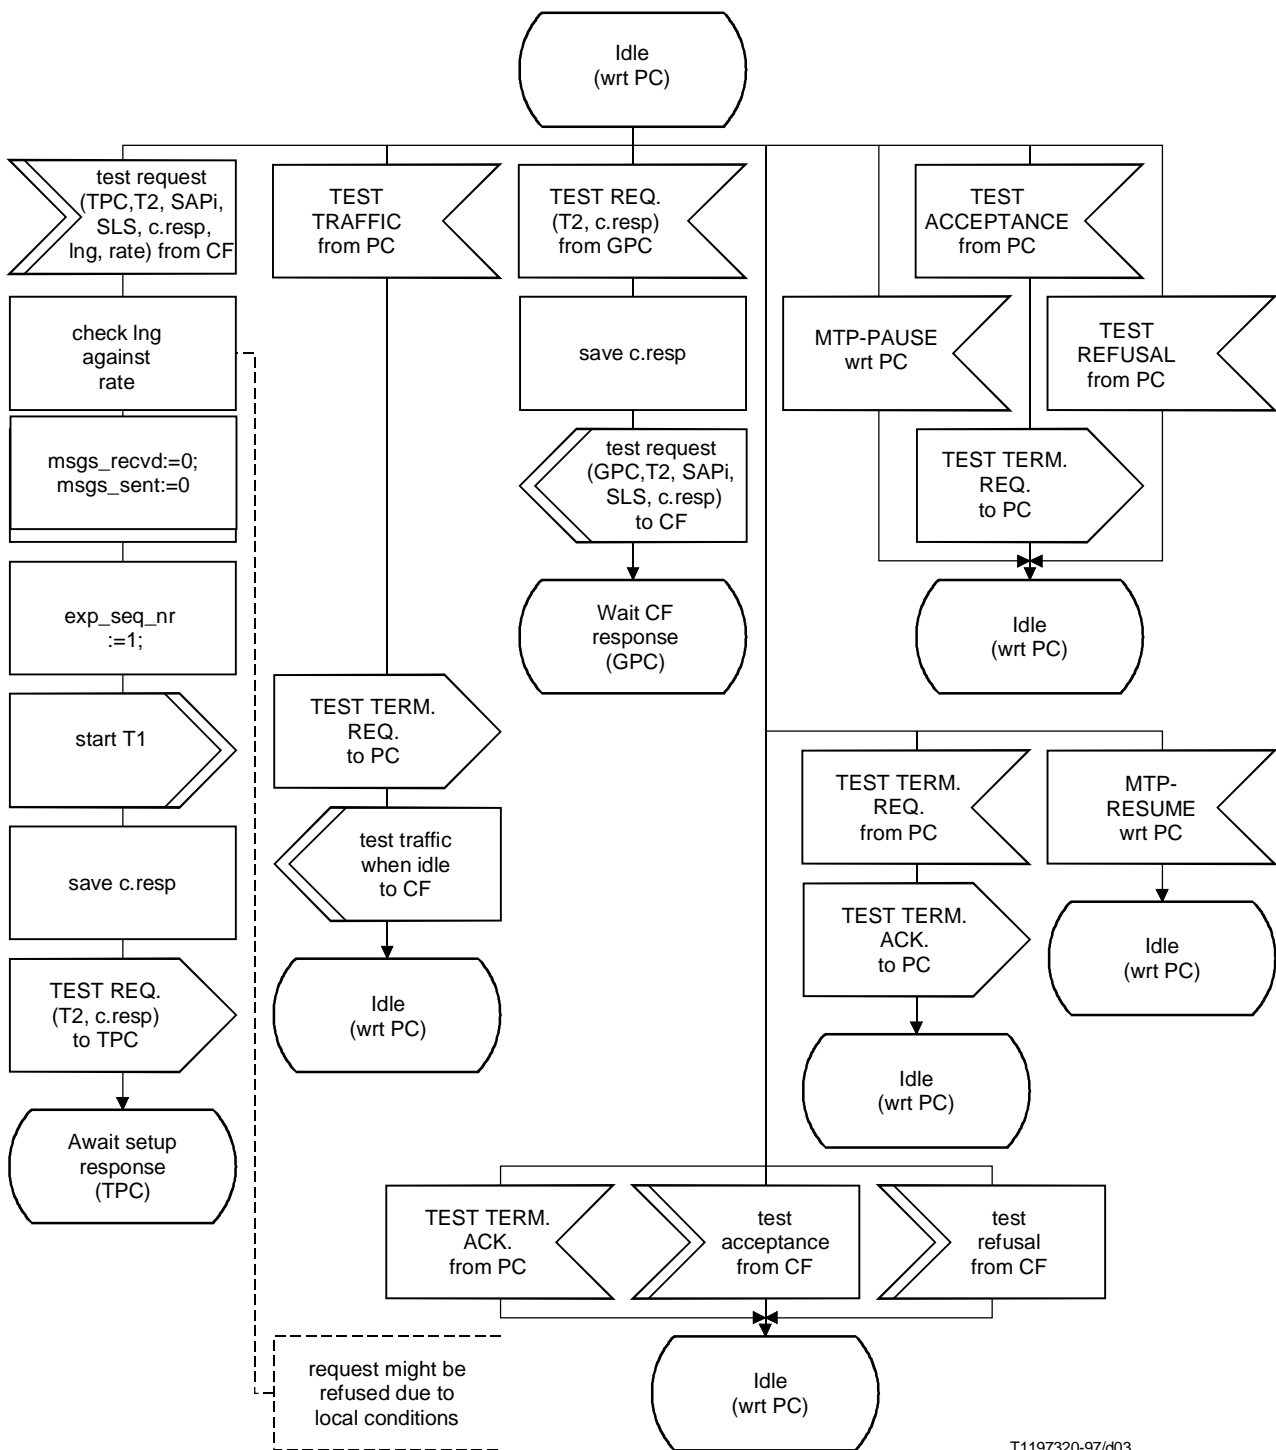 Idle
(wrt PC)
test request
(TPC,T2, SAPi,
SLS, c.resp,
lng, rate) from CF
TEST
TRAFFIC
from PC
TEST REQ.
(T2, c.resp)
from GPC
TEST
ACCEPTANCE
from PC
check lng
against
rate
save c.resp
MTP-PAUSE
wrt PC
TEST
REFUSAL
from PC
msgs_recvd:=0;
msgs_sent:=0
test request
(GPC,T2, SAPi,
SLS, c.resp)
to CF
TEST TERM.
REQ.
to PC
exp_seq_nr
:=1;
Wait CF
response
(GPC)
Idle
(wrt PC)
start T1
TEST TERM.
REQ.
to PC
TEST TERM.
REQ.
from PC
MTP-
RESUME
wrt PC
save c.resp
test traffic
when idle
to CF
TEST TERM.
ACK.
to PC
Idle
(wrt PC)
TEST REQ.
(T2, c.resp)
to TPC
Idle
(wrt PC)
Idle
(wrt PC)
Await setup
response
(TPC)
TEST TERM.
ACK.
from PC
test
acceptance
from CF
test
refusal
from CF
request might be
refused due to
local conditions
Idle
(wrt PC)
T1197320-97/d03